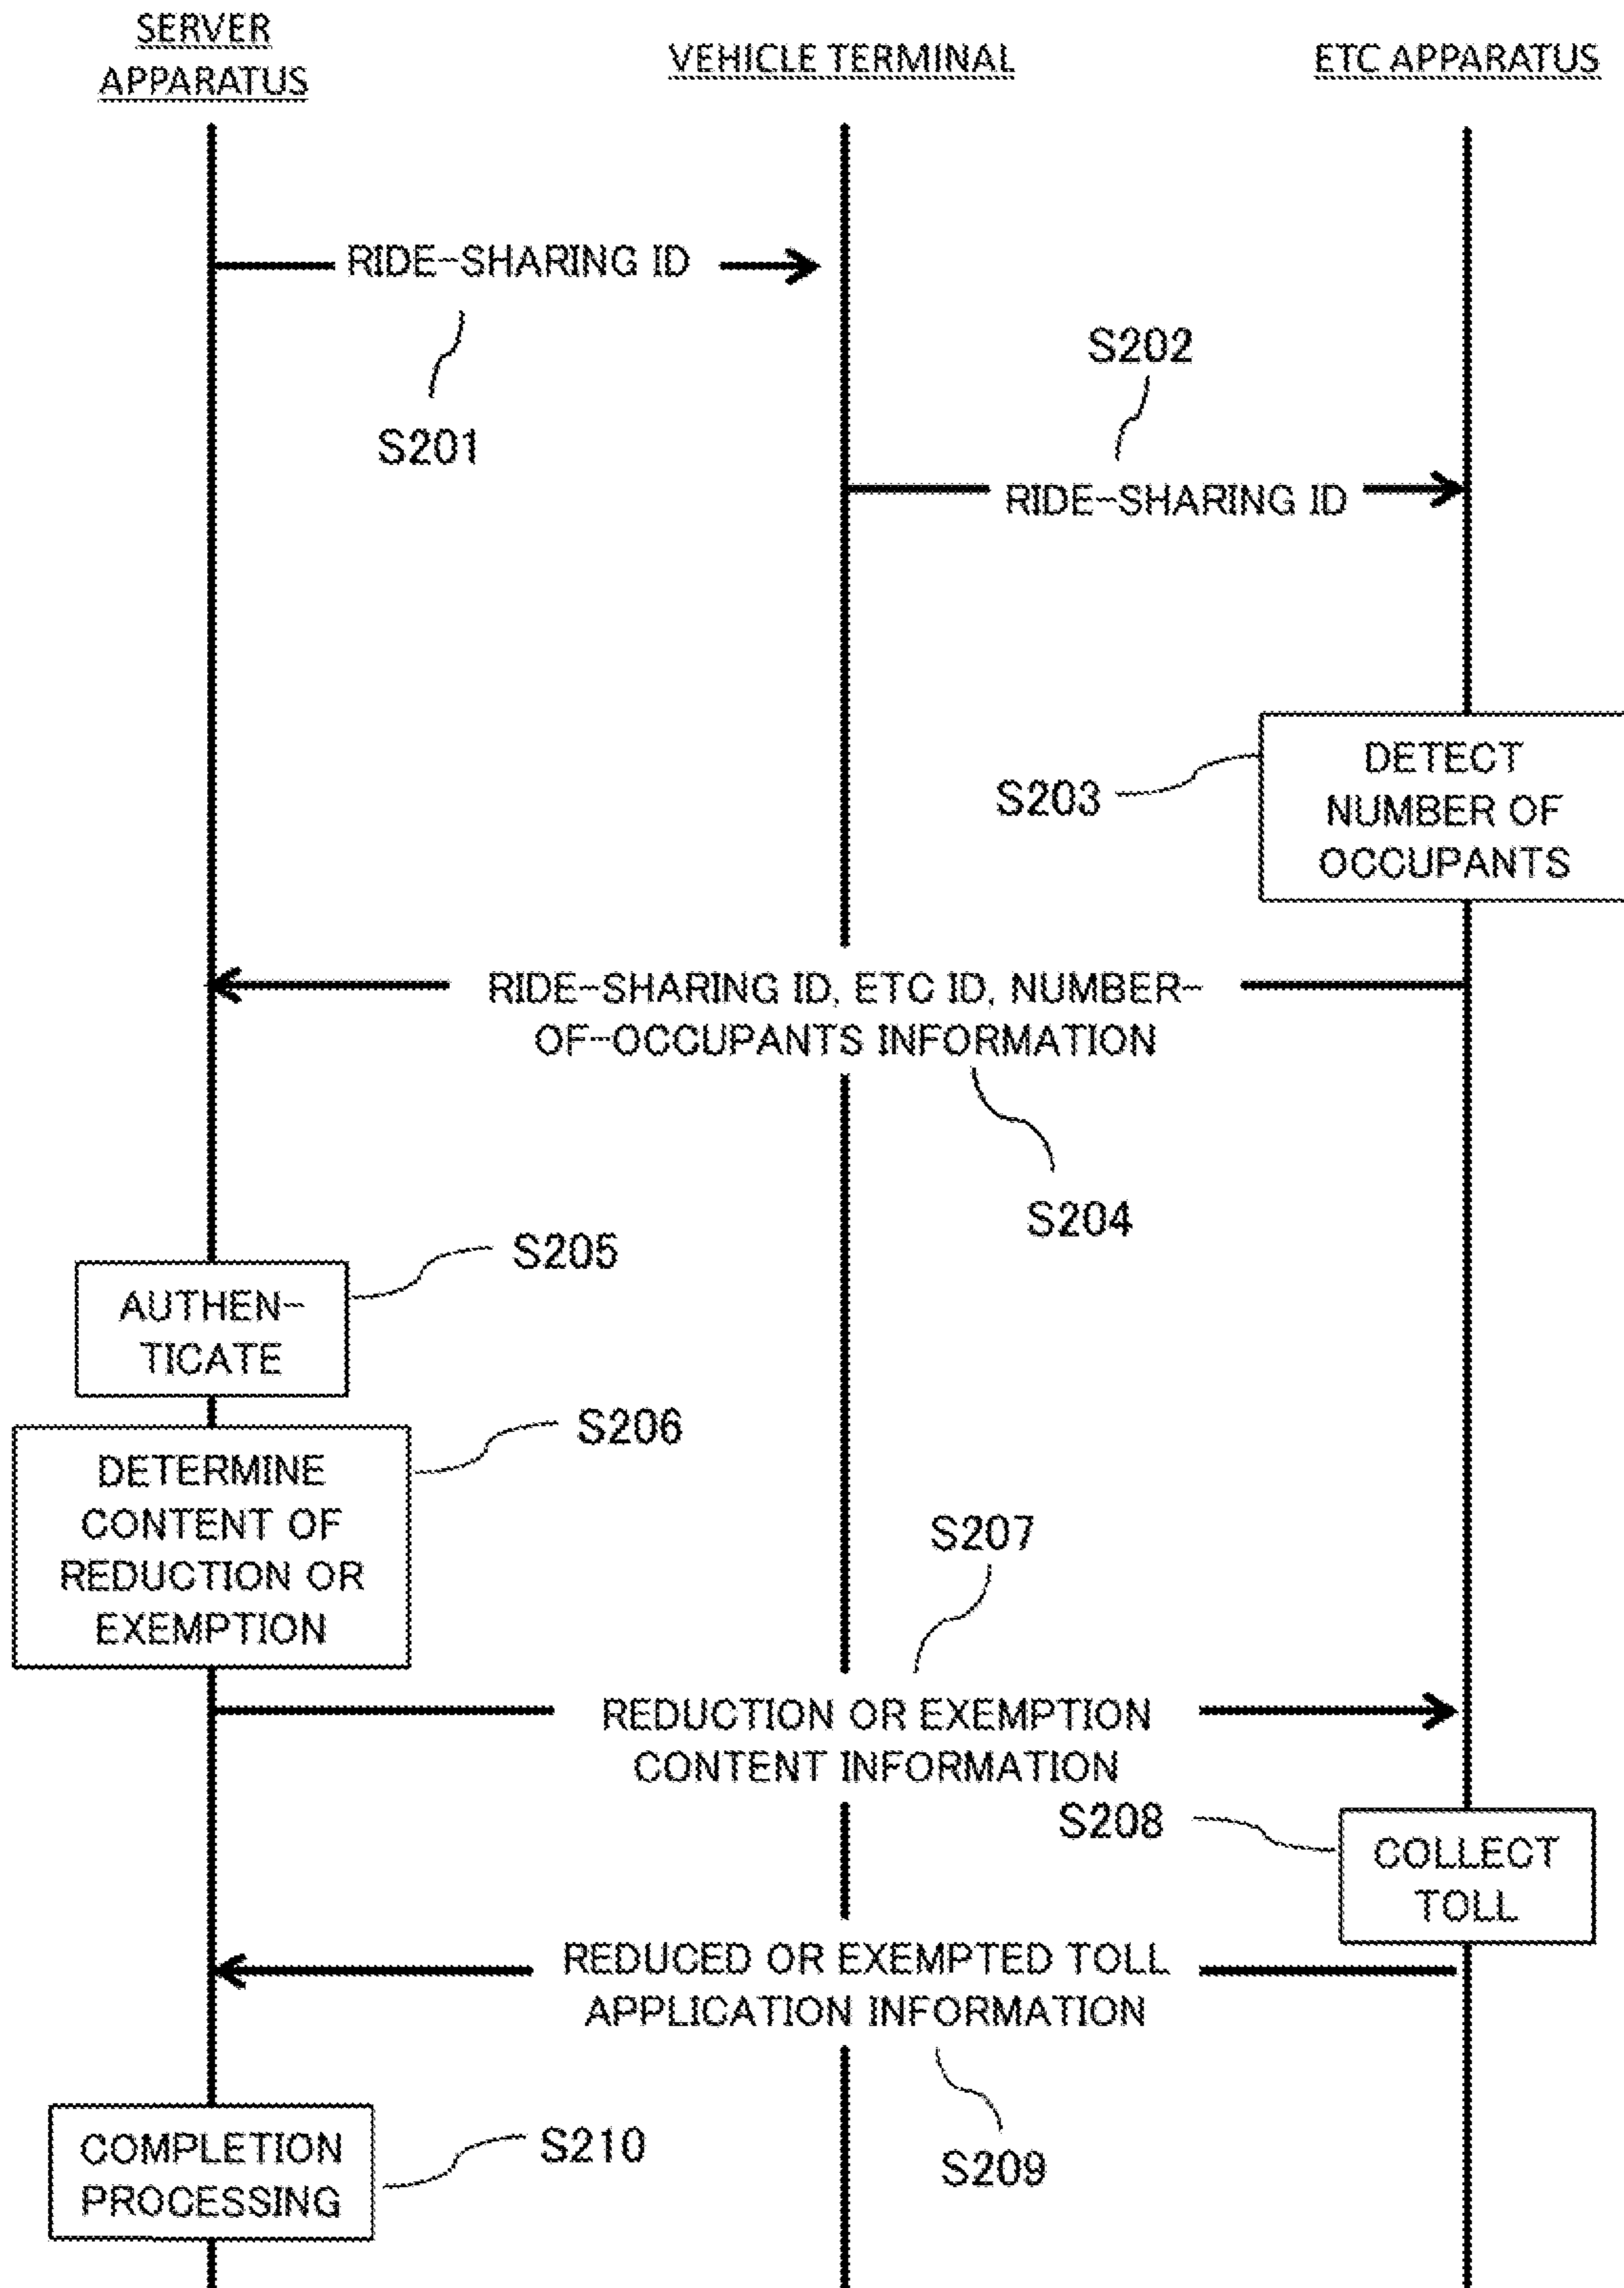 SERVER
APPARATUS
VEHICLE TERMINAL
ETC APPARATUS
RIDE-SHARING ID
S201
S202
RIDE-SHARING ID
S203
DETECT
NUMBER OF
OCCUPANTS
RIDE-SHARING ID, ETC ID, NUMBER-
OF-OCCUPANTS INFORMATION
S204
S205
AUTHEN-
TICATE
S206
DETERMINE
CONTENT OF
REDUCTION OR
EXEMPTION
S207
REDUCTION OR EXEMPTION
CONTENT INFORMATION
S208
COLLECT
TOLL
REDUCED OR EXEMPTED TOLL
APPLICATION INFORMATION
S209
COMPLETION
PROCESSING
S210